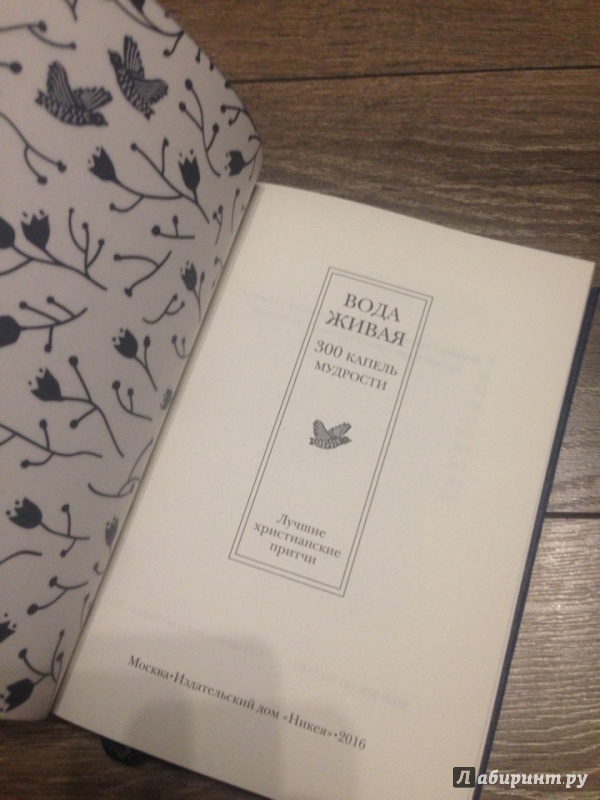 ВОДА
ЖИВАЯ
300 КАПЕЛЬ
МУДРОСТИ
Лучшие
христианские
притчи
Москва•Издательский дом «Никея»•2016
Лабиринт.ру